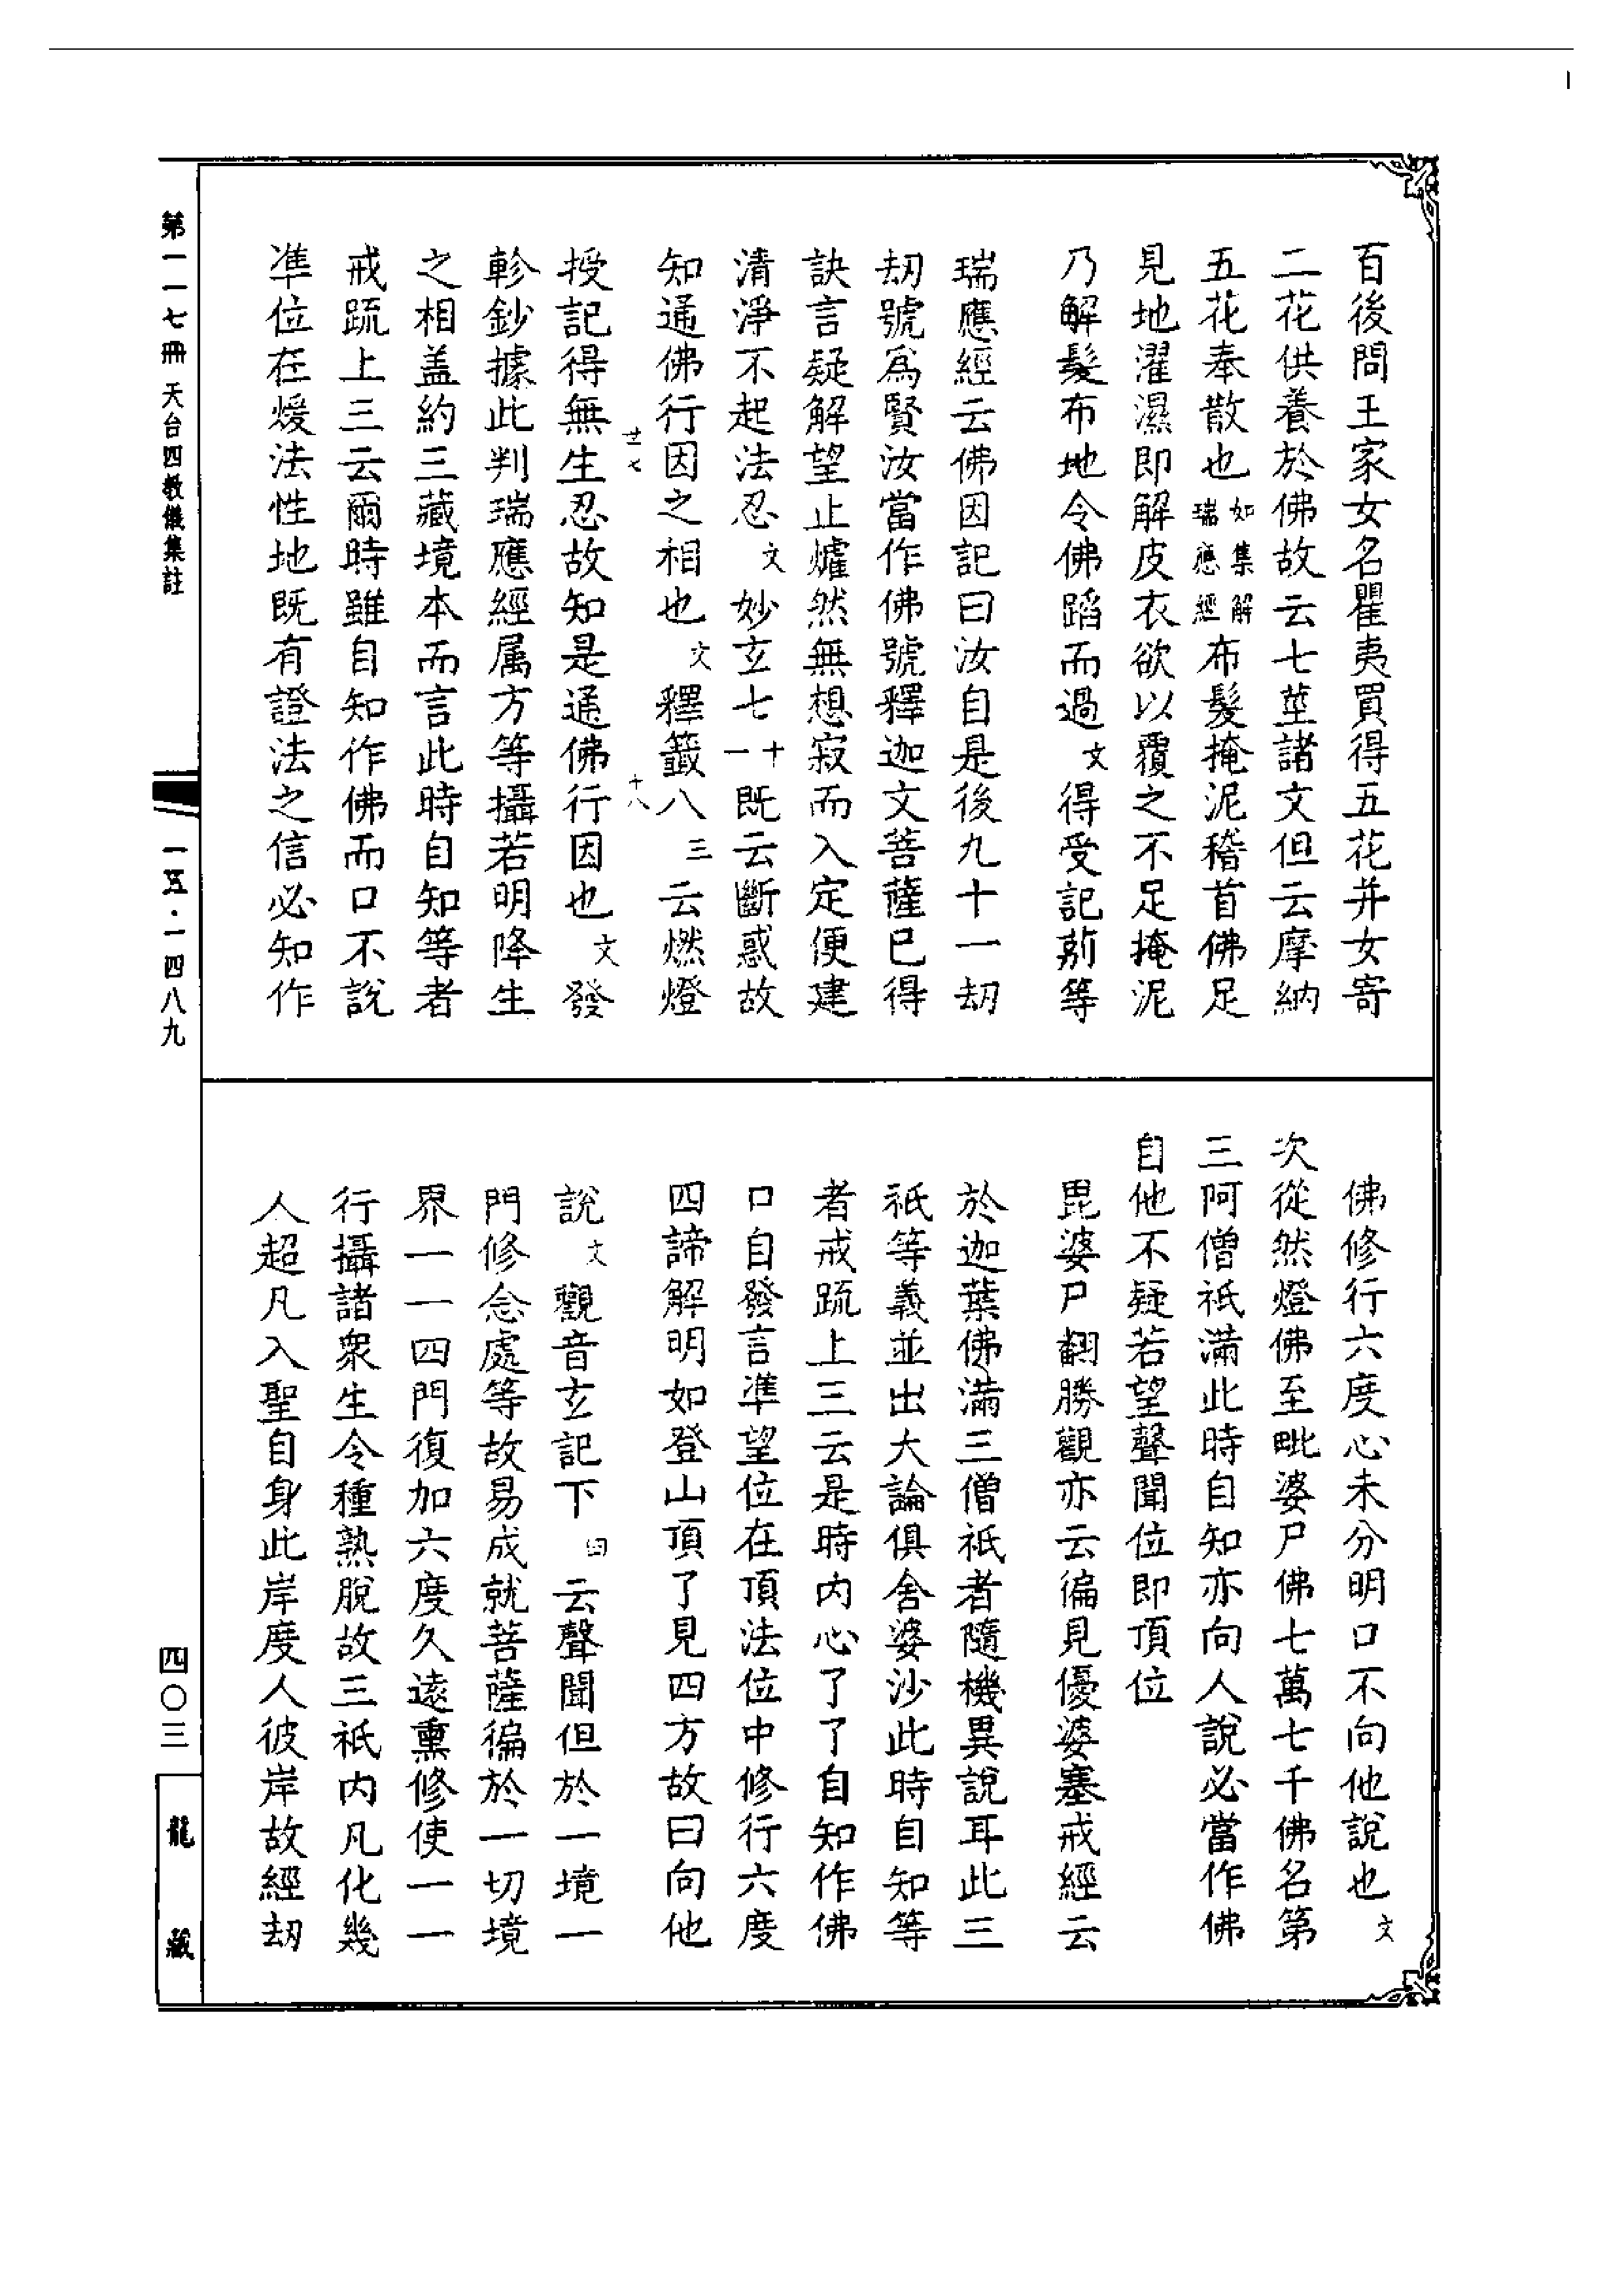 百後問王家女名瞿夷買得五花并女寄
二花供養於佛故云七莖諸文但云摩納
五花奉散也如集解瑞應經布髮掩泥稽首佛足
見地濯濕即解皮衣欲以覆之不足掩泥
乃解髮布地令佛蹈而過文得受記莂等
瑞應經云佛因記曰汝自是後九十一刼
刼號為賢汝當作佛號釋迦文菩薩已得
訣言疑解望止爐然無想寂而入定便建
清淨不起法忍文妙玄七十一既云斷惑故
知通佛行因之相也文釋籤八三十八云燃燈
授記得無生忍故知是通佛行因也文發
軫鈔據此判瑞應經属方等攝若明降生
之相盖約三藏境本而言此時自知等者
戒䟽上三廿七云爾時雖自知作佛而口不說
準位在煖法性地既有證法之信必知作
佛修行六度心未分明口不向他說也文
次從然燈佛至毗婆尸佛七萬七千佛名第
三阿僧祇滿此時自知亦向人說必當作佛
自他不疑若望聲聞位即頂位
毘婆尸翻勝觀亦云徧見優婆塞戒經云
於迦葉佛滿三僧祇者隨機異說耳此三
祇等義並出大論俱舍婆沙此時自知等
者戒䟽上三云是時内心了了自知作佛
口自發言準望位在頂法位中修行六度
四諦解明如登山頂了見四方故曰向他
說文觀音玄記下四云聲聞但於一境一
門修念處等故易成就菩薩徧於一切境
界一一四門復加六度久遠熏修使一一
行攝諸衆生令種熟脫故三祇内凡化幾
人超凡入聖自身此岸度人彼岸故經刼
第一一七冊 天台四教儀集註
一五·一四八九
四〇三
龍藏